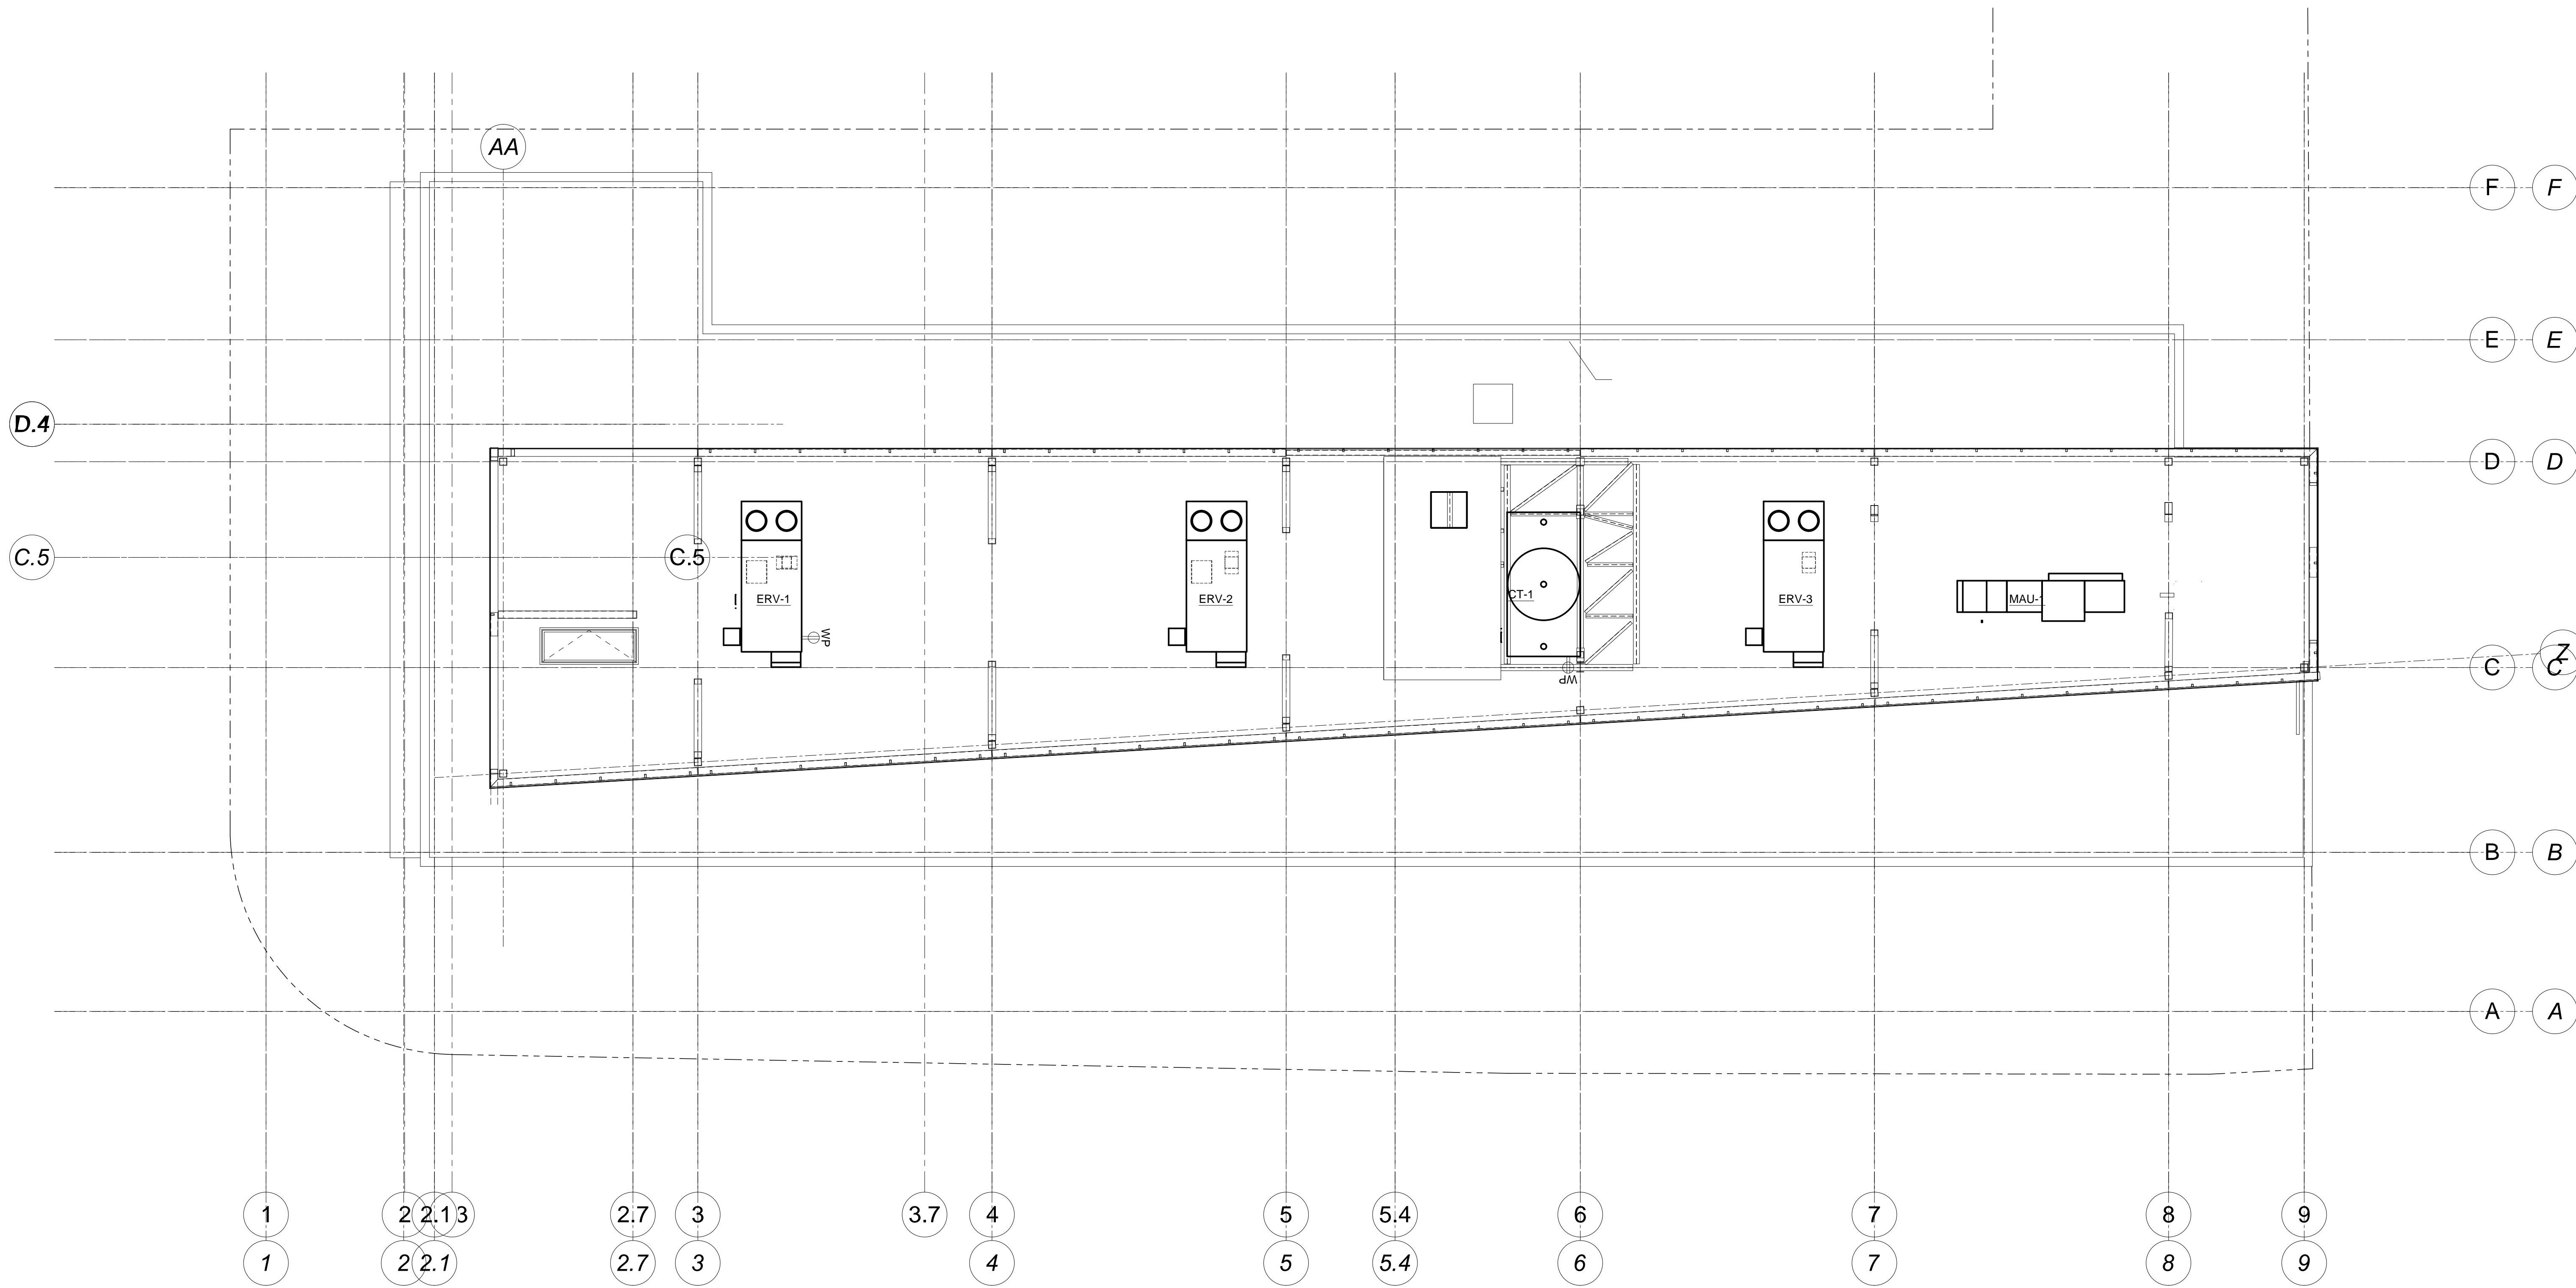 AA
F F
E E
D.4
D D
C.5 C.5
ERV-1 ERV-2 CT-1 ERV-3 MAU-1
WP
Z
C C
WP
B B
A A
1 2 2.1 3 2.7 3 3.7 4 5 5.4 6 7 8 9
1 2 2.1 2.7 3 4 5 5.4 6 7 8 9